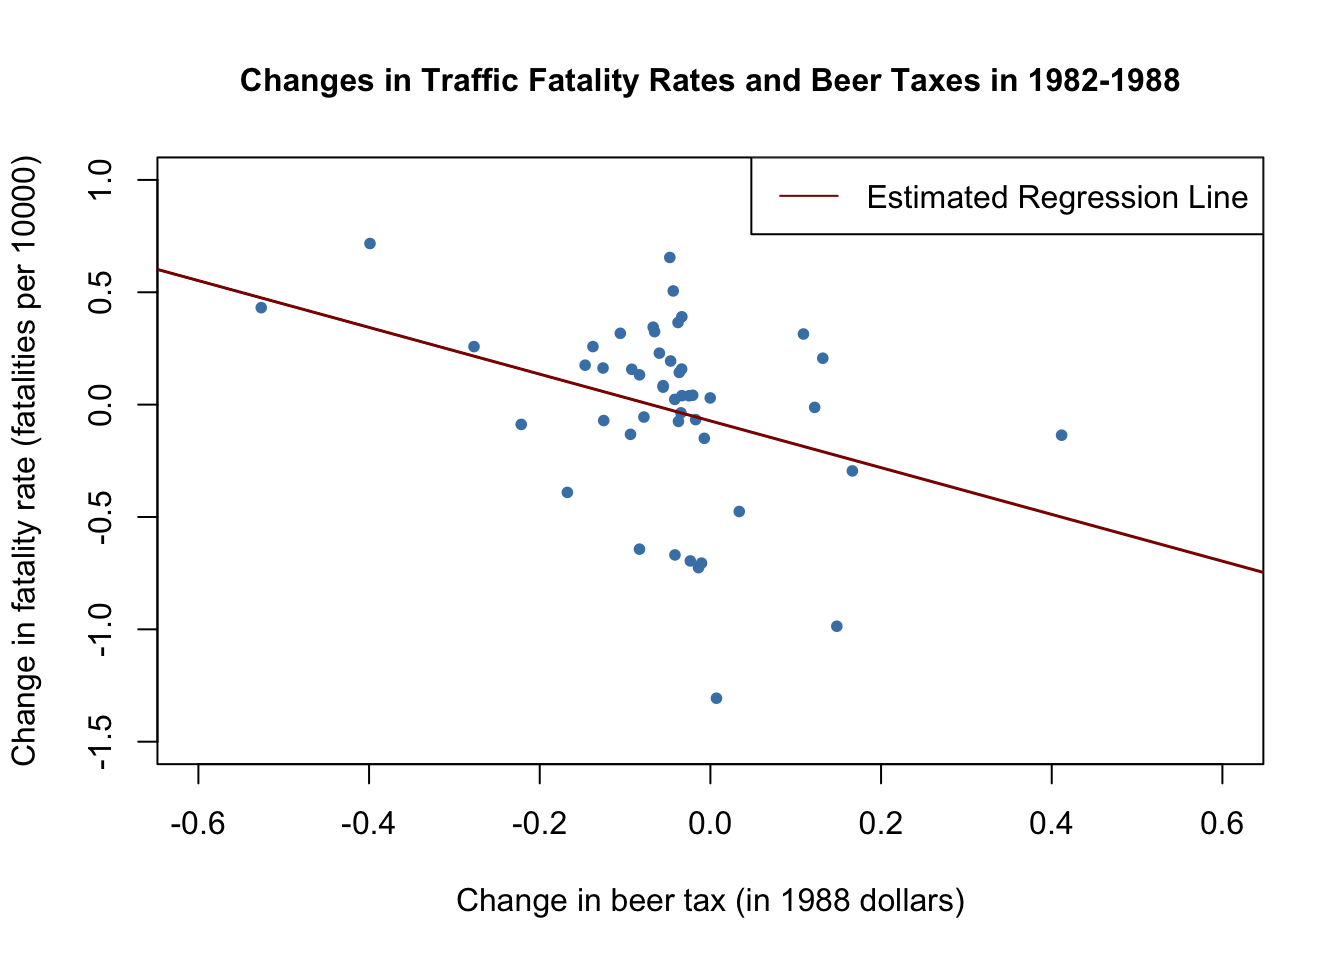 Changes in Traffic Fatality Rates and Beer Taxes in 1982-1988
Estimated Regression Line
Change in fatality rate (fatalities per 10000)
1.0
0.5
0.0
-0.5
-1.0
-1.5
-0.6 -0.4 -0.2 0.0 0.2 0.4 0.6
Change in beer tax (in 1988 dollars)